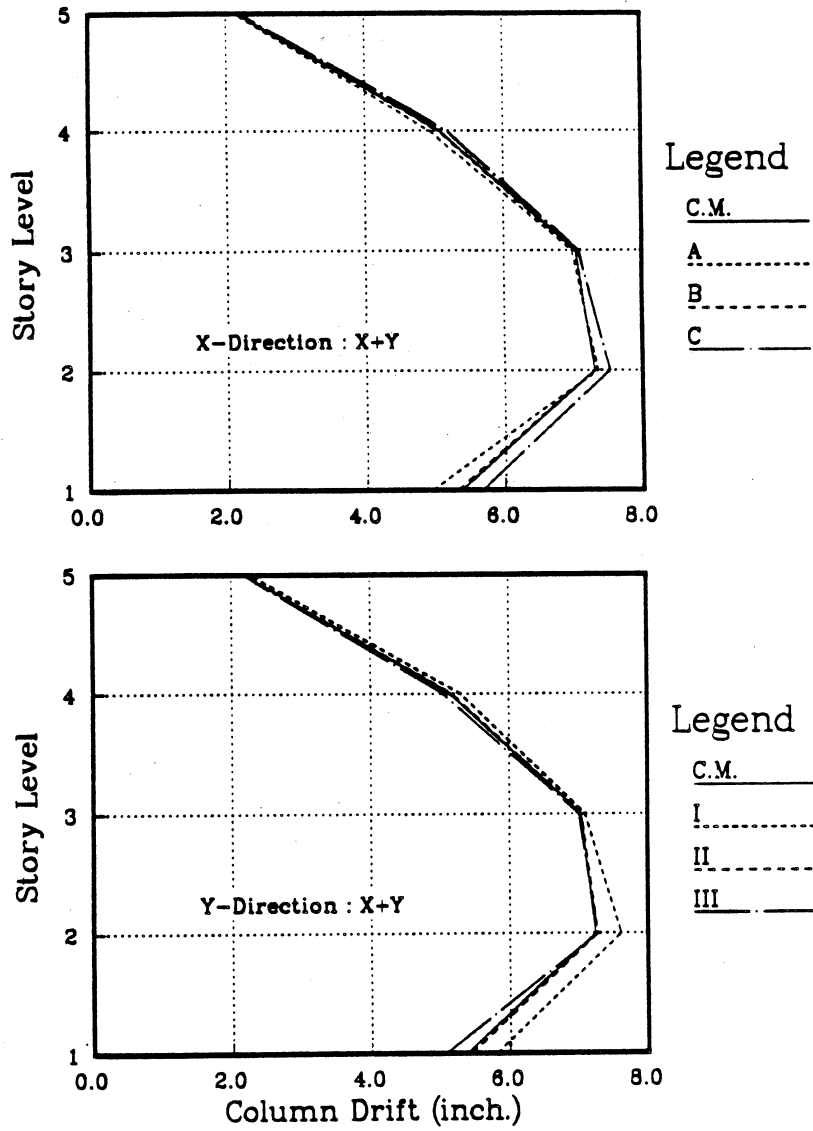 5
4
3
2
1
Story Level
X-Direction : X+Y
0.0 2.0 4.0 6.0 8.0
Legend
C.M.
A
B
C
5
4
3
2
1
Story Level
Y-Direction : X+Y
0.0 2.0 4.0 6.0 8.0
Column Drift (inch.)
Legend
C.M.
I
II
III